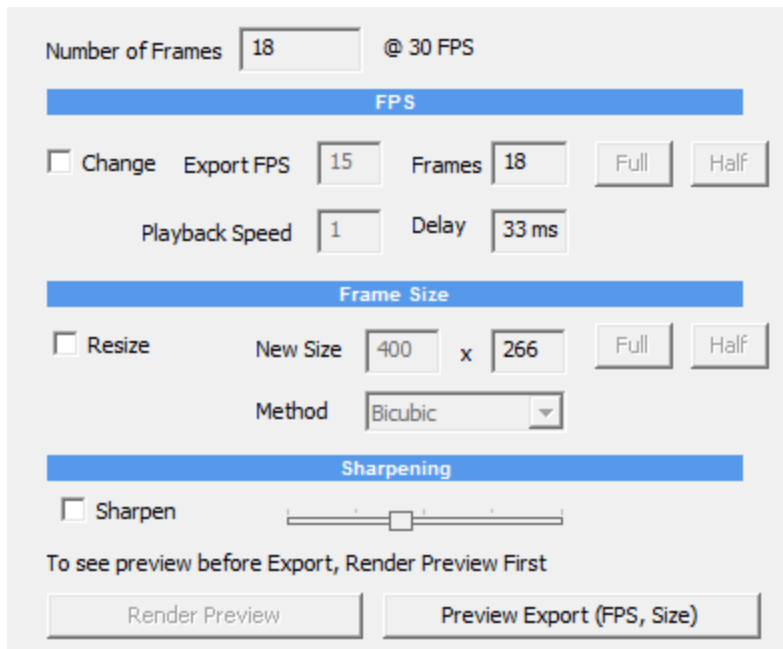 Number of Frames 18 @ 30 FPS
FPS
Change Export FPS 15 Frames 18 Full Half
Playback Speed 1 Delay 33 ms
Frame Size
Resize New Size 400 x 266 Full Half
Method Bicubic
Sharpening
Sharpen
To see preview before Export, Render Preview First
Render Preview Preview Export (FPS, Size)